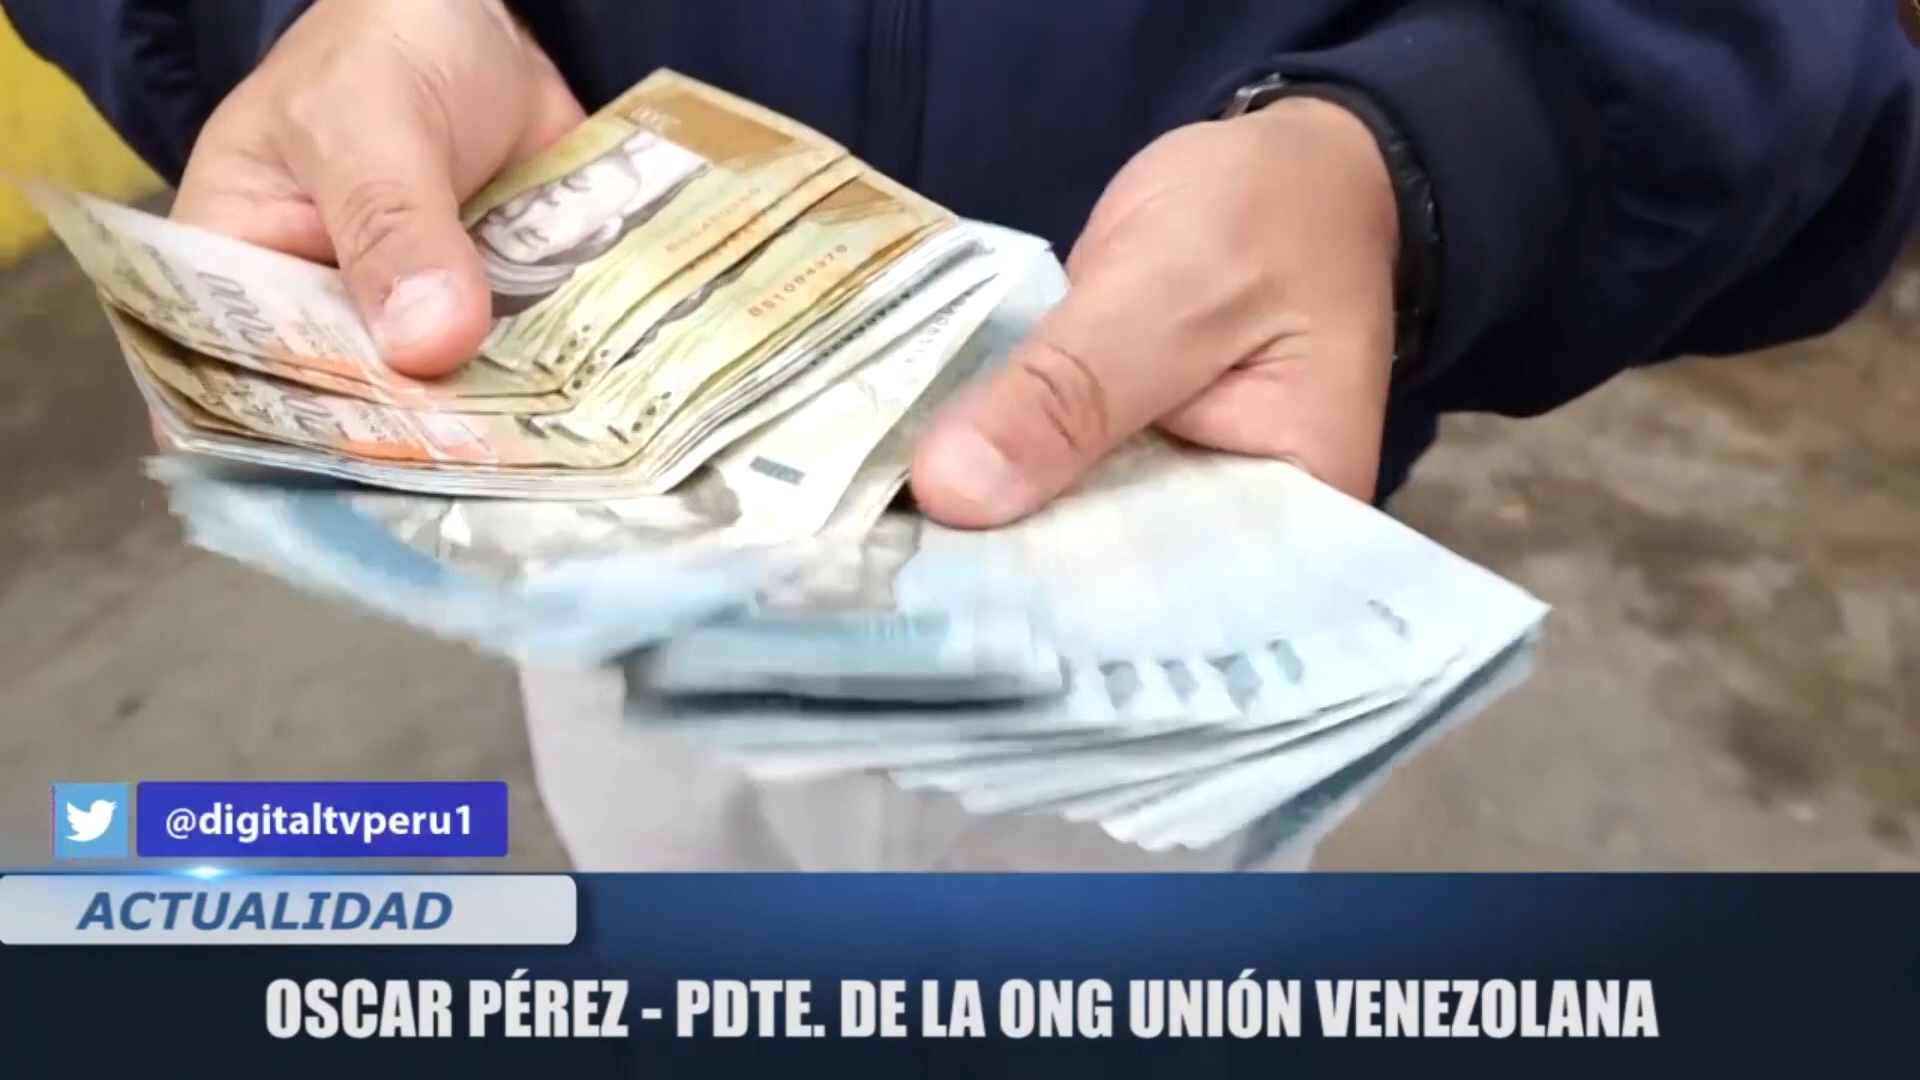 @digitaltvperu1
ACTUALIDAD
OSCAR PÉREZ - PDTE. DE LA ONG UNIÓN VENEZOLANA